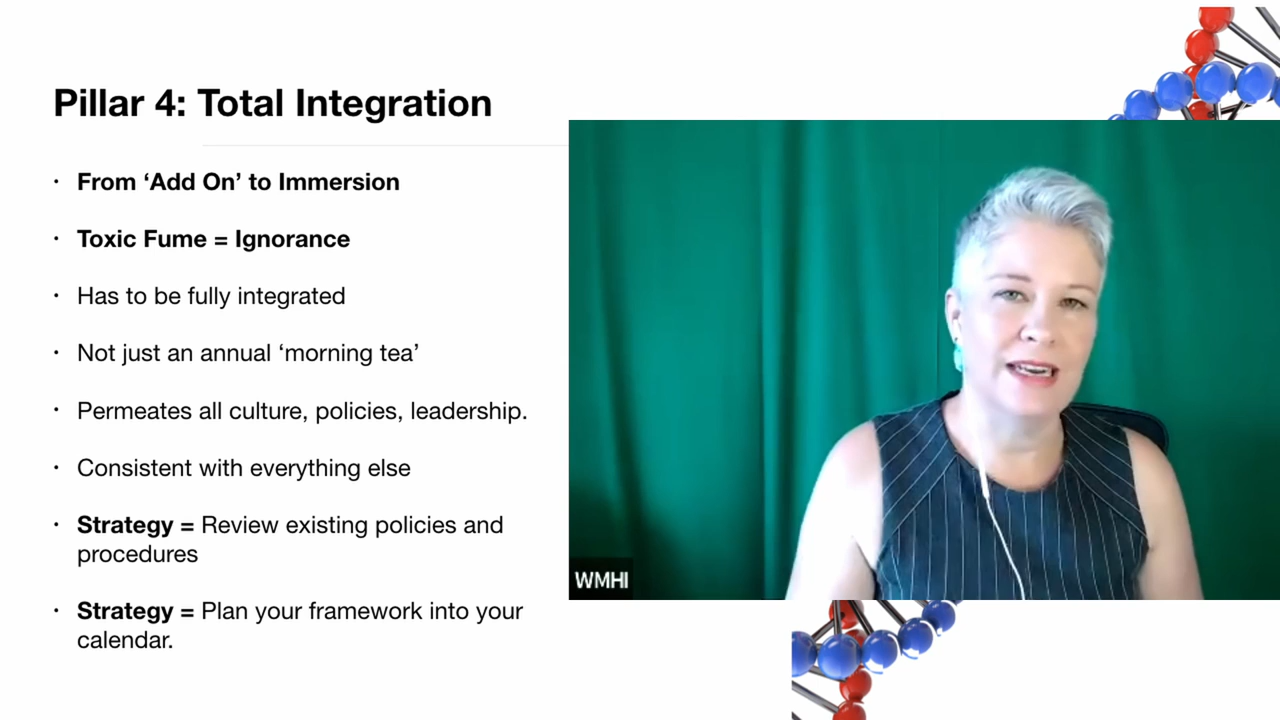 Pillar 4: Total Integration
• From ‘Add On’ to Immersion
• Toxic Fume = Ignorance
• Has to be fully integrated
• Not just an annual ‘morning tea’
• Permeates all culture, policies, leadership.
• Consistent with everything else
• Strategy = Review existing policies and
procedures
• Strategy = Plan your framework into your
calendar.
WMHI